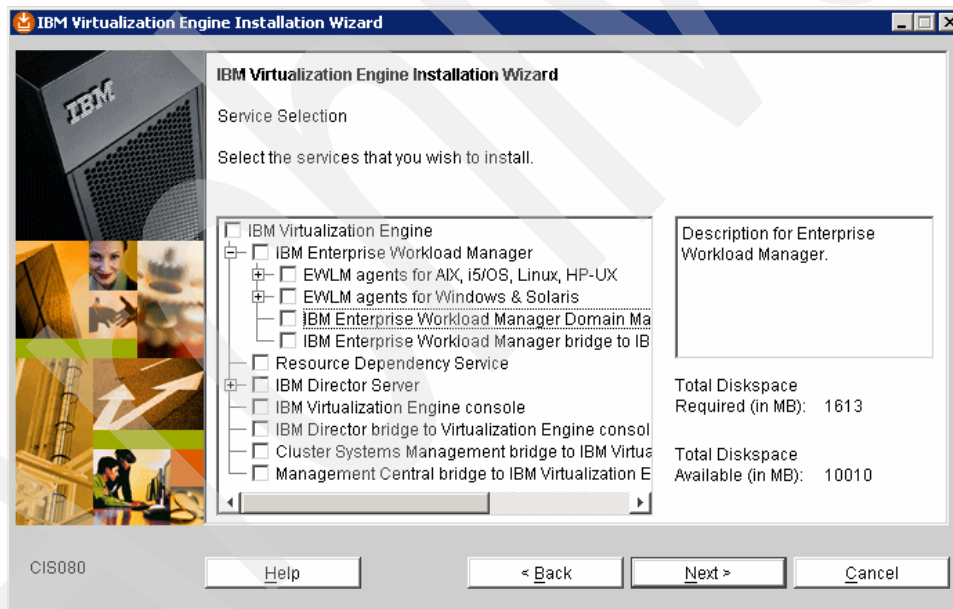 IBM Virtualization Engine Installation Wizard
IBM
IBM Virtualization Engine Installation Wizard
Service Selection
Select the services that you wish to install.
IBM Virtualization Engine
IBM Enterprise Workload Manager
EWLM agents for AIX, i5/OS, Linux, HP-UX
EWLM agents for Windows & Solaris
IBM Enterprise Workload Manager Domain Ma
IBM Enterprise Workload Manager bridge to IB
Resource Dependency Service
IBM Director Server
IBM Virtualization Engine console
IBM Director bridge to Virtualization Engine consol
Cluster Systems Management bridge to IBM Virtua
Management Central bridge to IBM Virtualization E
Description for Enterprise
Workload Manager.
Total Diskspace
Required (in MB): 1613
Total Diskspace
Available (in MB): 10010
CIS080
Help
< Back
Next >
Cancel